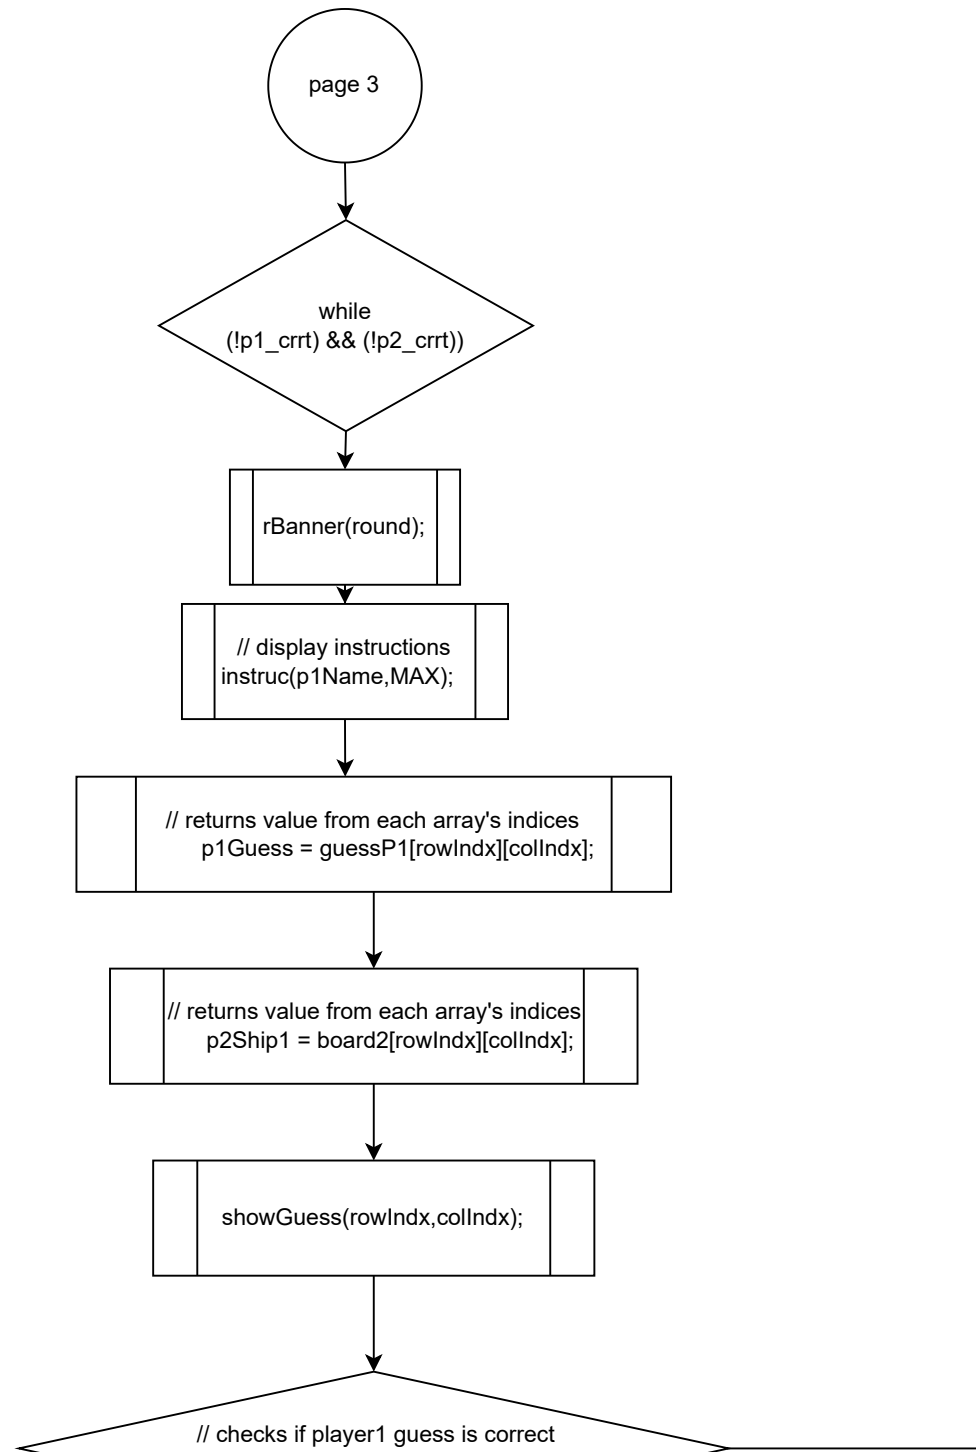 page 3
while
(!p1_crrt) && (!p2_crrt))
rBanner(round);
// display instructions
instruc(p1Name,MAX);
// returns value from each array's indices
p1Guess = guessP1[rowIndx][colIndx];
// returns value from each array's indices
p2Ship1 = board2[rowIndx][colIndx];
showGuess(rowIndx,colIndx);
// checks if player1 guess is correct